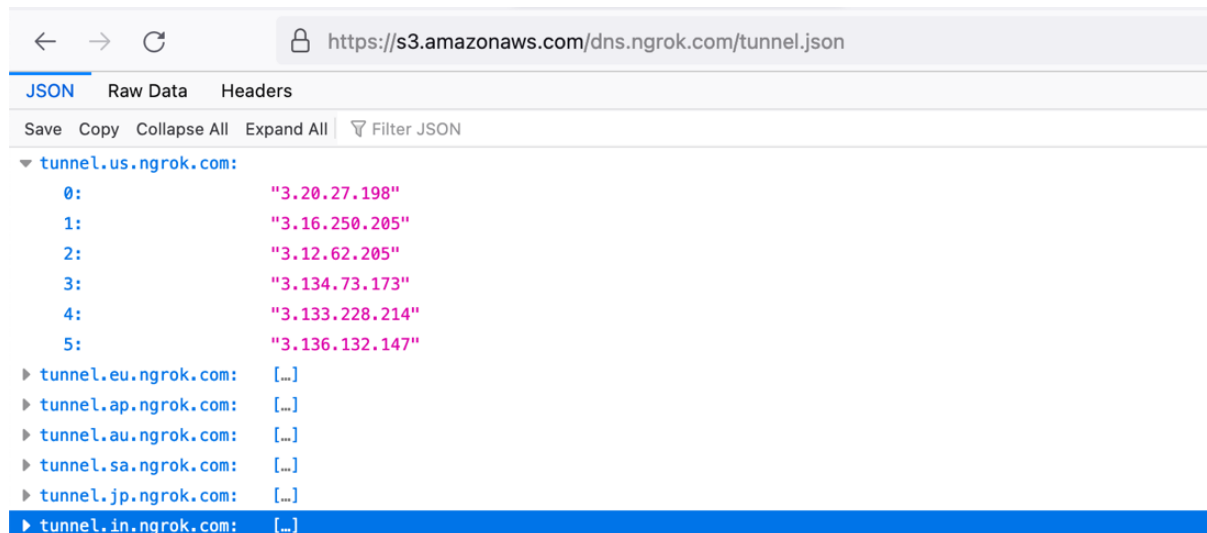 https://s3.amazonaws.com/dns.ngrok.com/tunnel.json
JSON Raw Data Headers
Save Copy Collapse All Expand All Filter JSON
tunnel.us.ngrok.com:
0: "3.20.27.198"
1: "3.16.250.205"
2: "3.12.62.205"
3: "3.134.73.173"
4: "3.133.228.214"
5: "3.136.132.147"
tunnel.eu.ngrok.com: […]
tunnel.ap.ngrok.com: […]
tunnel.au.ngrok.com: […]
tunnel.sa.ngrok.com: […]
tunnel.jp.ngrok.com: […]
tunnel.in.ngrok.com: […]